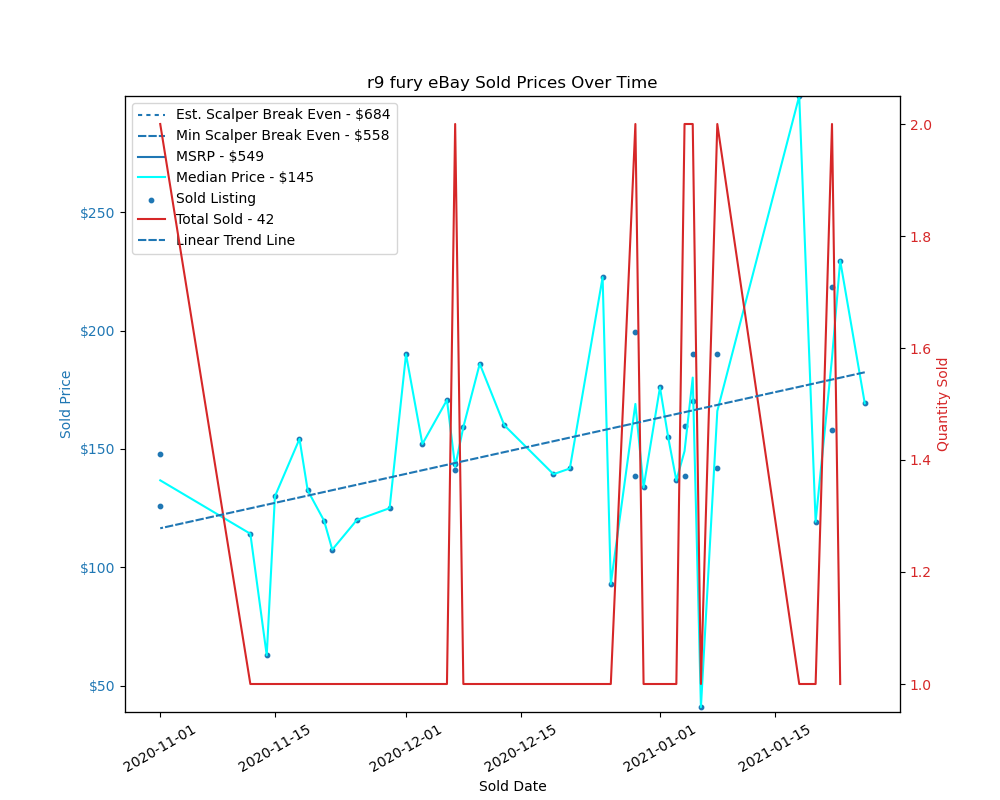 r9 fury eBay Sold Prices Over Time
Est. Scalper Break Even - $684
Min Scalper Break Even - $558
MSRP - $549
Median Price - $145
Sold Listing
Total Sold - 42
Linear Trend Line
$250
$200
$150
$100
$50
Sold Price
2.0
1.8
1.6
1.4
1.2
1.0
Quantity Sold
2020-11-01
2020-11-15
2020-12-01
2020-12-15
2021-01-01
2021-01-15
Sold Date